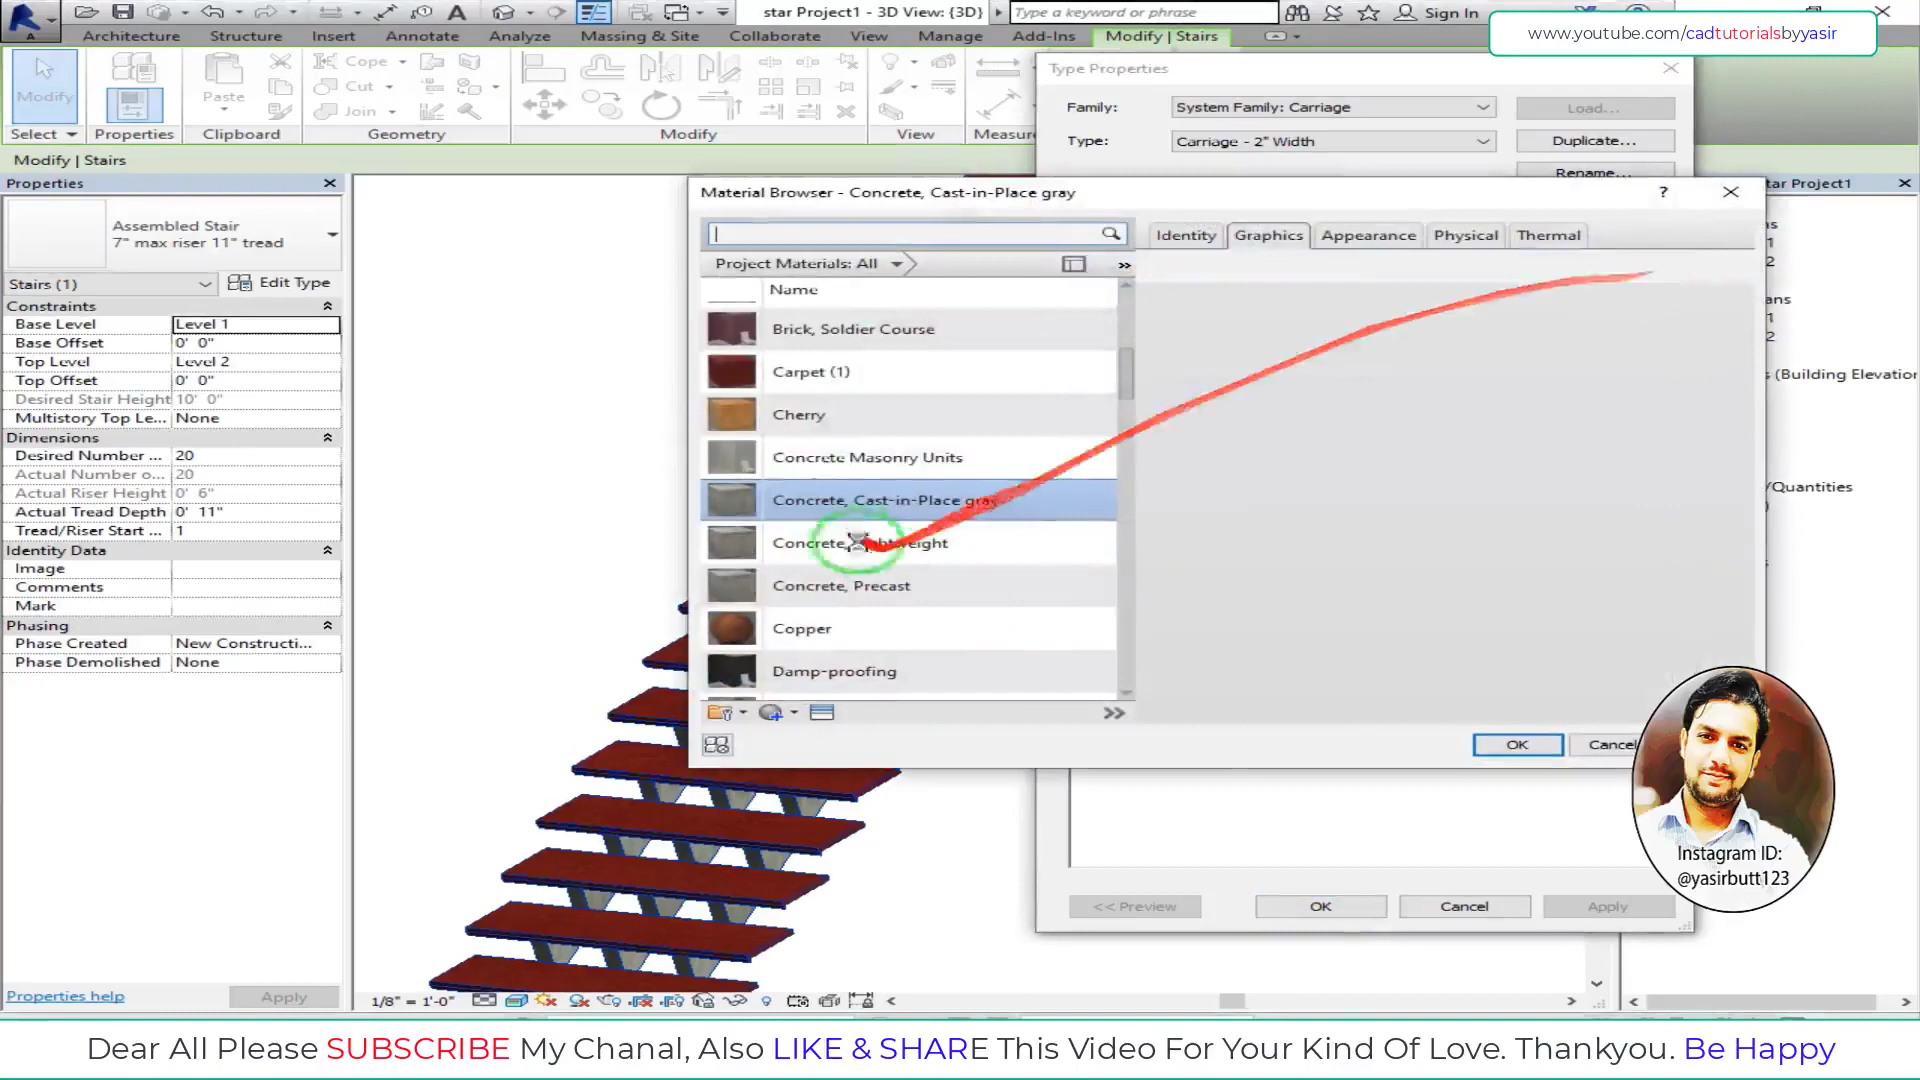 star Project1 - 3D View: {3D}
Type a keyword or phrase
Sign In
www.youtube.com/cadtutorialsbyyasir
Architecture Structure Insert Annotate Analyze Massing & Site Collaborate View Manage Add-Ins Modify | Stairs
Modify
Cope
Cut
Join
Paste
Select Properties Clipboard Geometry Modify View Measure
Modify | Stairs
Type Properties
Family: System Family: Carriage Load...
Type: Carriage - 2" Width Duplicate...
Rename...
Properties
Assembled Stair
7" max riser 11" tread
Stairs (1) Edit Type
Constraints
Base Level Level 1
Base Offset 0' 0"
Top Level Level 2
Top Offset 0' 0"
Desired Stair Height 10' 0"
Multistory Top Le... None
Dimensions
Desired Number ... 20
Actual Number o... 20
Actual Riser Height 0' 6"
Actual Tread Depth 0' 11"
Tread/Riser Start ... 1
Identity Data
Image
Comments
Mark
Phasing
Phase Created New Constructi...
Phase Demolished None
Properties help Apply
Material Browser - Concrete, Cast-in-Place gray
?
Project Materials: All
Name
Brick, Soldier Course
Carpet (1)
Cherry
Concrete Masonry Units
Concrete, Cast-in-Place gray
Concrete, Lightweight
Concrete, Precast
Copper
Damp-proofing
Identity Graphics Appearance Physical Thermal
OK Cancel
<< Preview OK Cancel Apply
tar Project1
1
2
ans
1
2
s (Building Elevation
/Quantities
1/8" = 1'-0"
Instagram ID:
@yasirbutt123
Dear All Please SUBSCRIBE My Chanal, Also LIKE & SHARE This Video For Your Kind Of Love. Thankyou. Be Happy